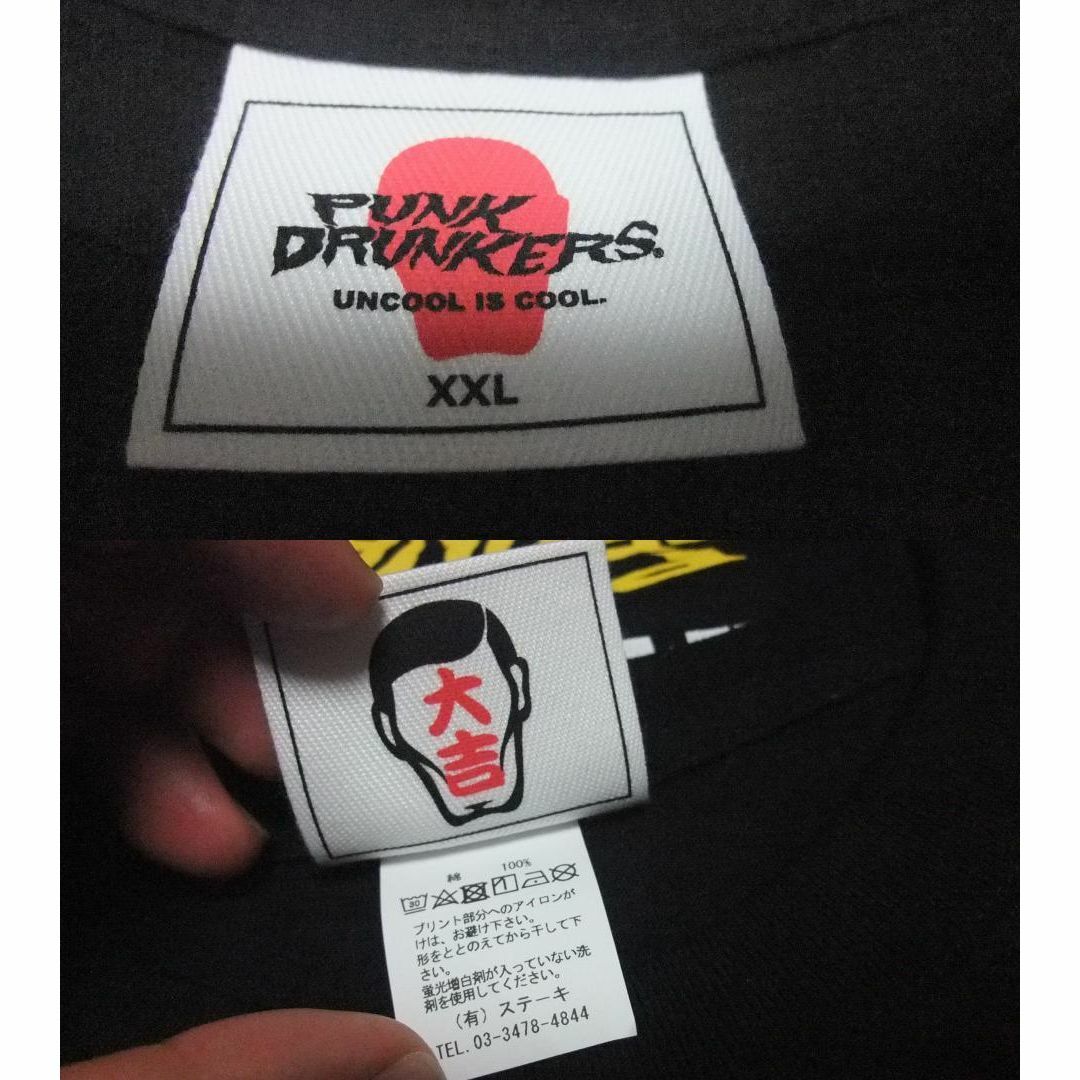 PUNK
DRUNKERS.
UNCOOL IS COOL.
XXL
大
吉
綿 100%
30
プリント部分へのアイロンが
けは、お避け下さい。
形をととのえてから干して下
さい。
蛍光増白剤が入っていない洗
剤を使用してください。
(有) ステーキ
TEL. 03-3478-4844